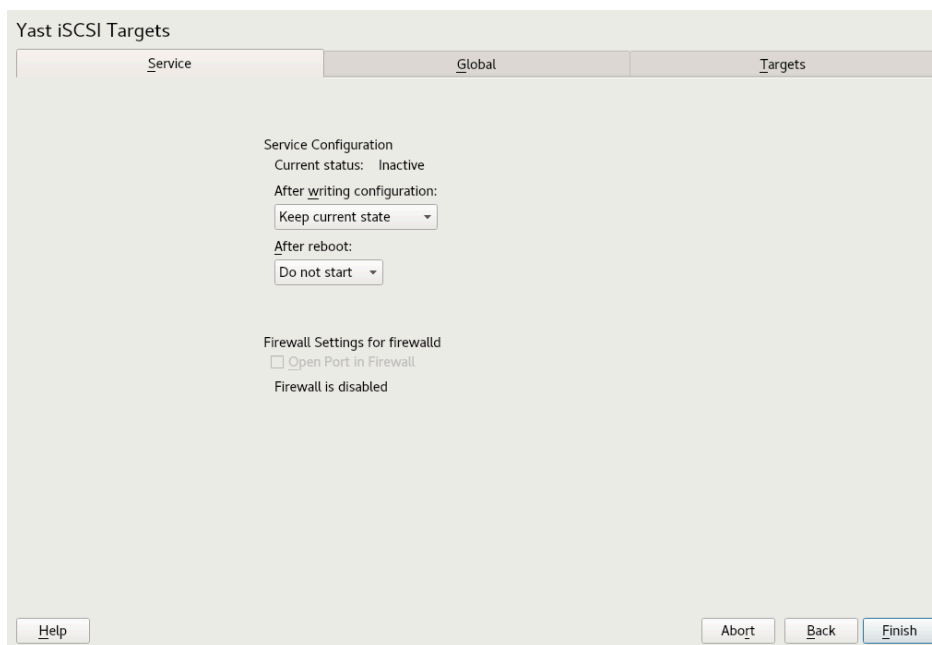 Yast iSCSI Targets
Service Global Targets
Service Configuration
Current status: Inactive
After writing configuration:
Keep current state
After reboot:
Do not start
Firewall Settings for firewalld
Open Port in Firewall
Firewall is disabled
Help Abort Back Finish